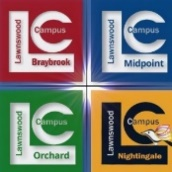 Lawnswood
Campus
LC
Braybrook
Lawnswood
Campus
LC
Midpoint
Lawnswood
Campus
LC
Orchard
Lawnswood
Campus
LC
Nightingale